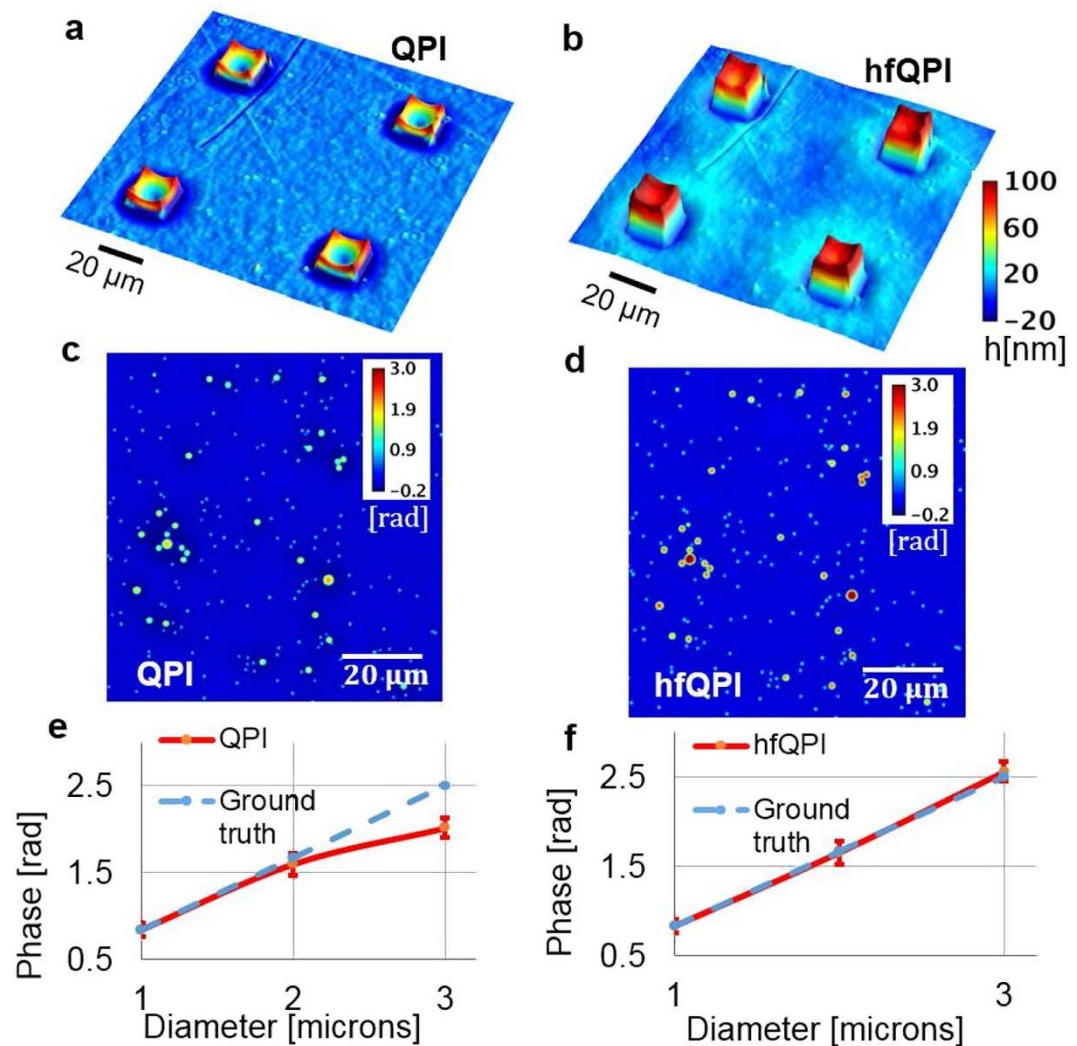 a
QPI
b
hfQPI
20 µm
20 µm
100
60
20
−20
h[nm]
c
3.0
1.9
0.9
−0.2
[rad]
QPI
20 µm
d
3.0
1.9
0.9
−0.2
[rad]
hfQPI
20 µm
e
QPI
Ground
truth
2.5
1.5
0.5
Phase [rad]
1 2 3
Diameter [microns]
f
hfQPI
Ground
truth
2.5
1.5
0.5
Phase [rad]
1 3
Diameter [microns]